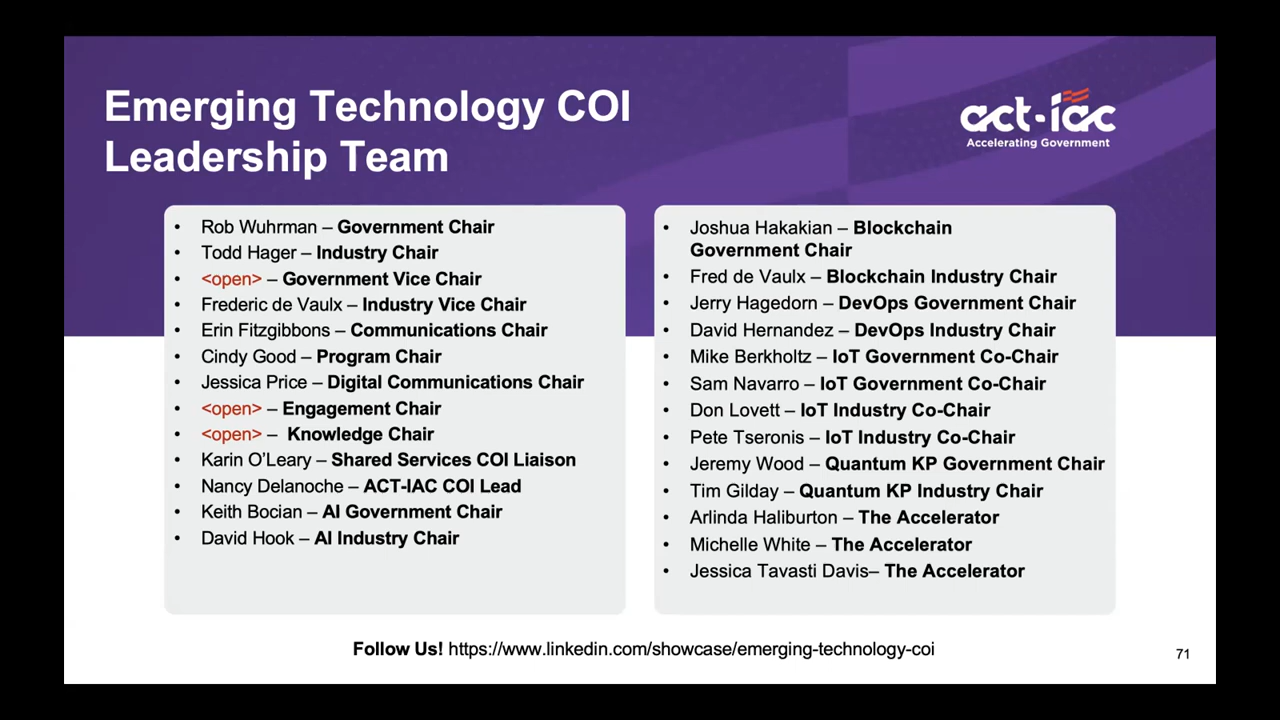 Emerging Technology COI
Leadership Team
act-iac
Accelerating Government
• Rob Wuhrman – Government Chair
• Todd Hager – Industry Chair
• <open> – Government Vice Chair
• Frederic de Vaulx – Industry Vice Chair
• Erin Fitzgibbons – Communications Chair
• Cindy Good – Program Chair
• Jessica Price – Digital Communications Chair
• <open> – Engagement Chair
• <open> – Knowledge Chair
• Karin O’Leary – Shared Services COI Liaison
• Nancy Delanoche – ACT-IAC COI Lead
• Keith Bocian – AI Government Chair
• David Hook – AI Industry Chair
• Joshua Hakakian – Blockchain
Government Chair
• Fred de Vaulx – Blockchain Industry Chair
• Jerry Hagedorn – DevOps Government Chair
• David Hernandez – DevOps Industry Chair
• Mike Berkholtz – IoT Government Co-Chair
• Sam Navarro – IoT Government Co-Chair
• Don Lovett – IoT Industry Co-Chair
• Pete Tseronis – IoT Industry Co-Chair
• Jeremy Wood – Quantum KP Government Chair
• Tim Gilday – Quantum KP Industry Chair
• Arlinda Haliburton – The Accelerator
• Michelle White – The Accelerator
• Jessica Tavasti Davis– The Accelerator
Follow Us! https://www.linkedin.com/showcase/emerging-technology-coi
71